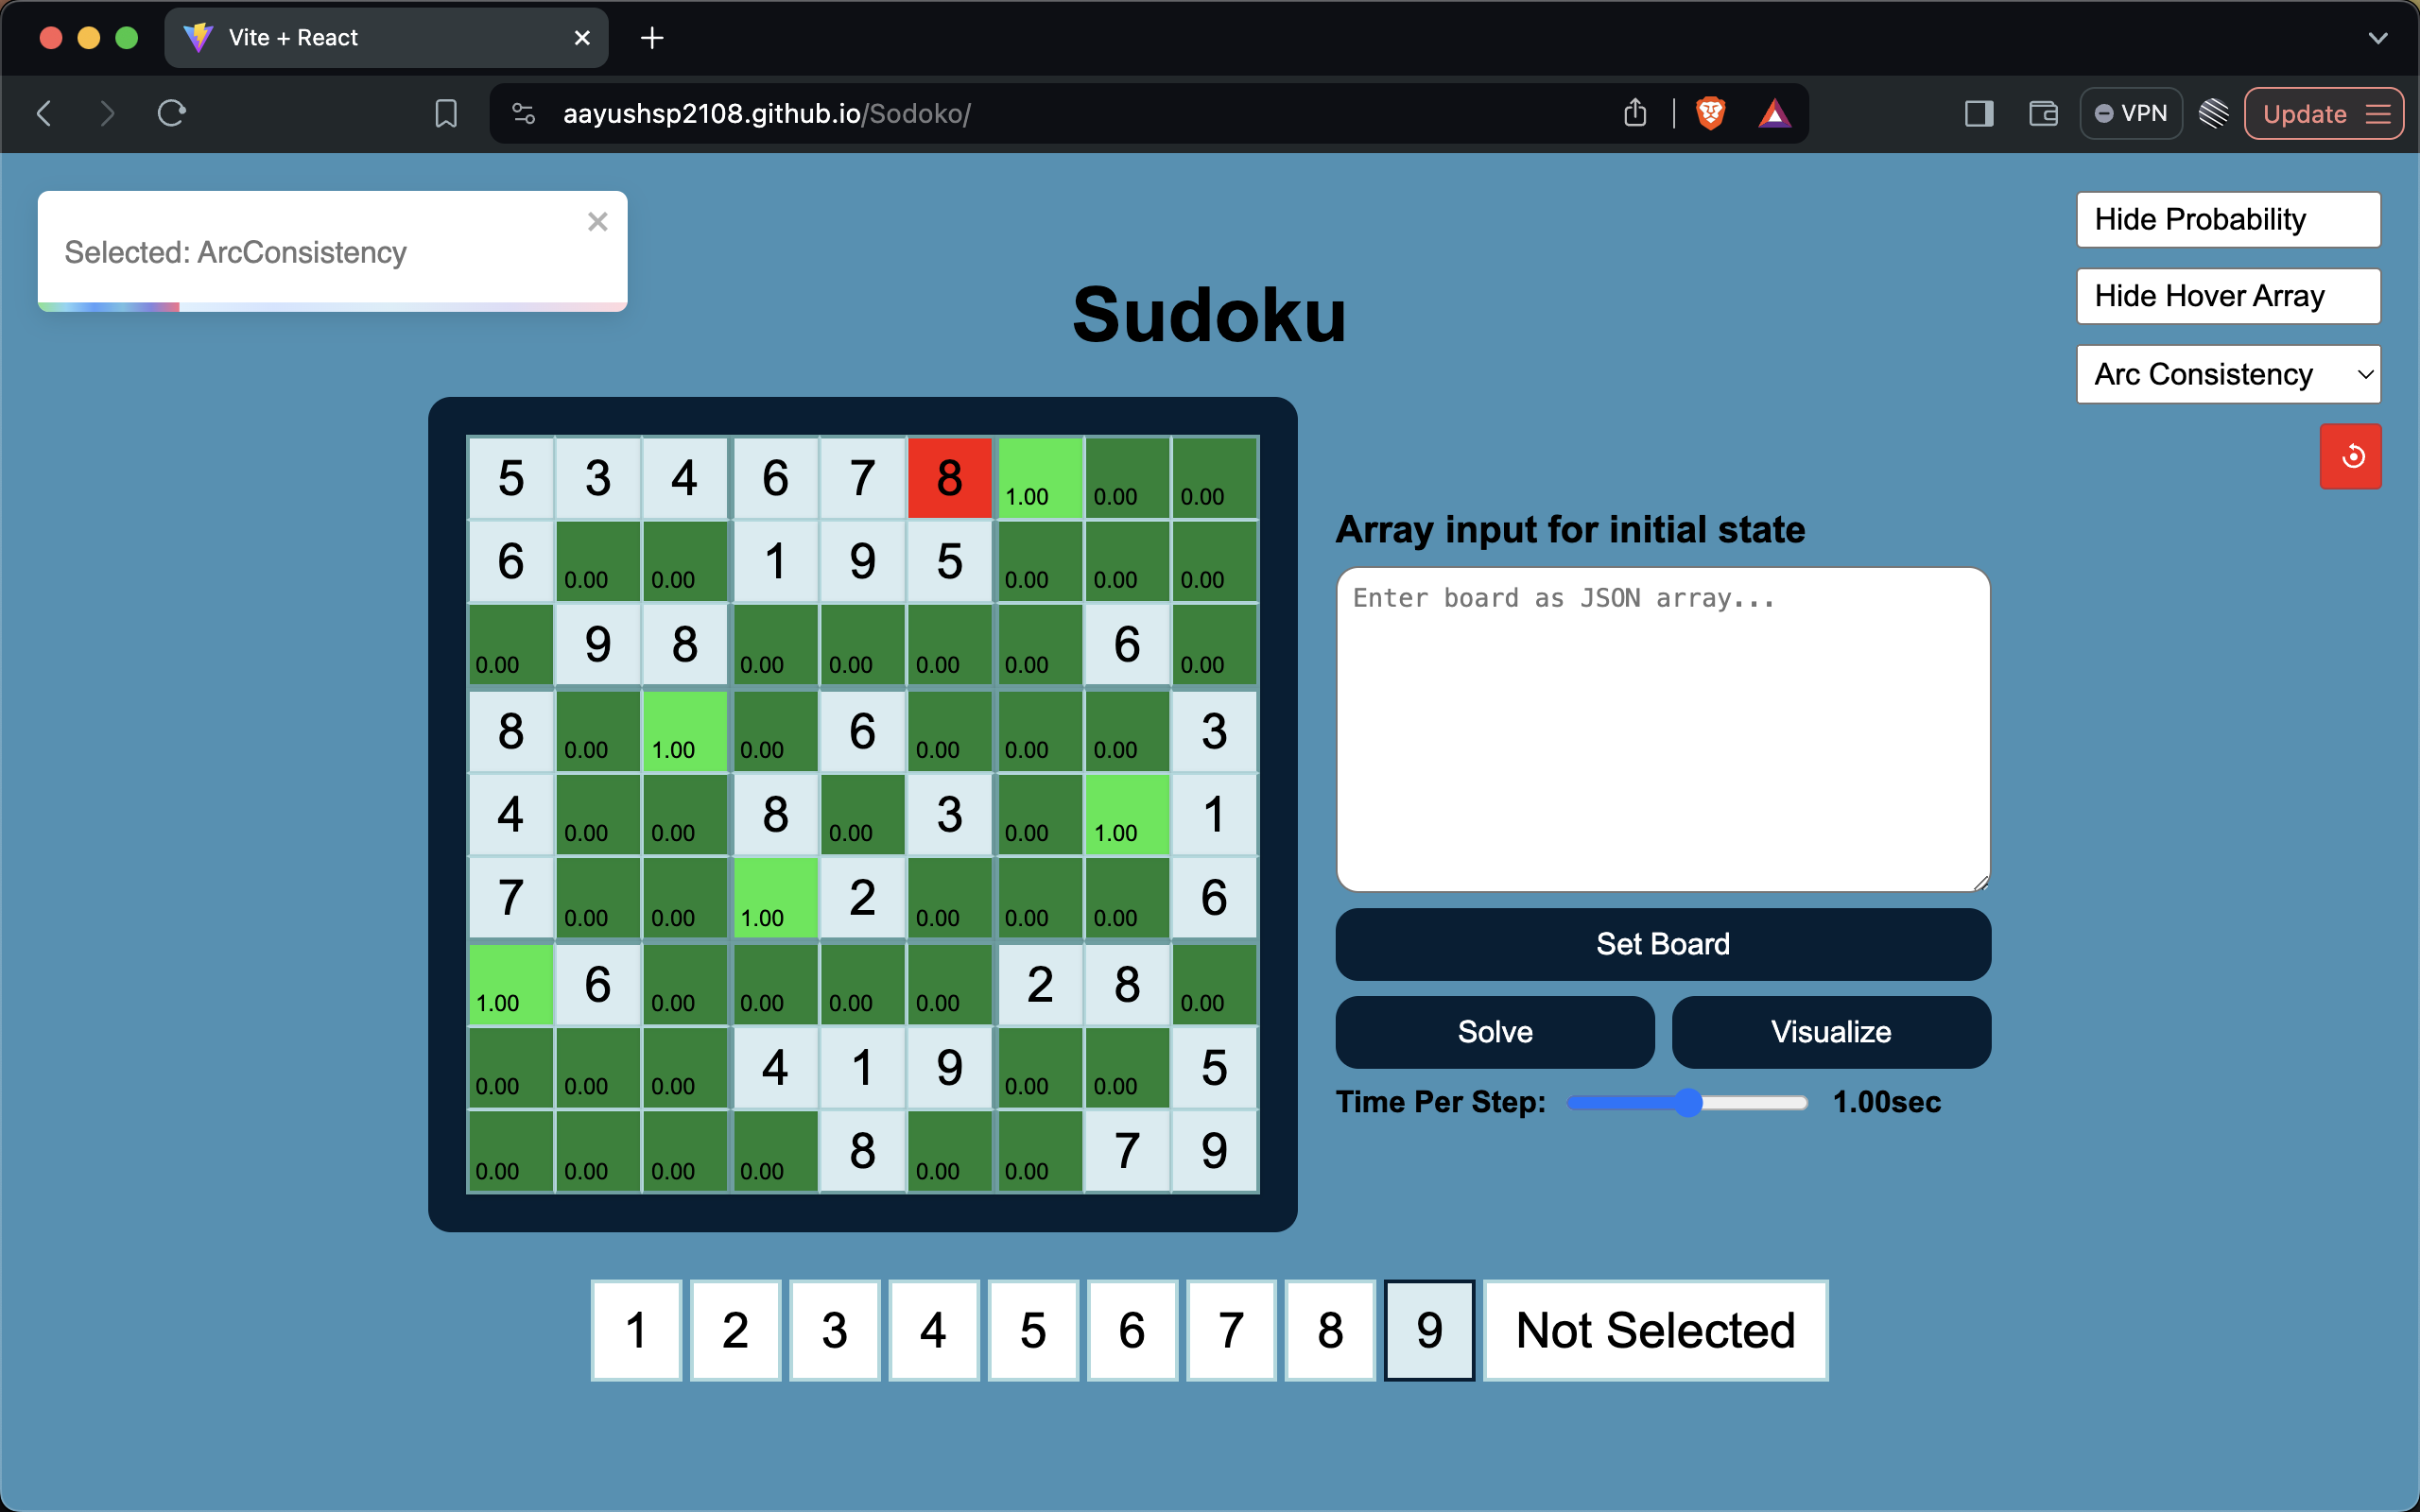 Vite + React
aayushsp2108.github.io/Sodoko/
VPN
Update
Selected: ArcConsistency
Hide Probability
Hide Hover Array
Arc Consistency
Sudoku
5 3 4 6 7 8 1.00 0.00 0.00
6 0.00 0.00 1 9 5 0.00 0.00 0.00
0.00 9 8 0.00 0.00 0.00 0.00 6 0.00
8 0.00 1.00 0.00 6 0.00 0.00 0.00 3
4 0.00 0.00 8 0.00 3 0.00 1.00 1
7 0.00 0.00 1.00 2 0.00 0.00 0.00 6
1.00 6 0.00 0.00 0.00 0.00 2 8 0.00
0.00 0.00 0.00 4 1 9 0.00 0.00 5
0.00 0.00 0.00 0.00 8 0.00 0.00 7 9
Array input for initial state
Enter board as JSON array...
Set Board
Solve Visualize
Time Per Step: 1.00sec
1 2 3 4 5 6 7 8 9 Not Selected